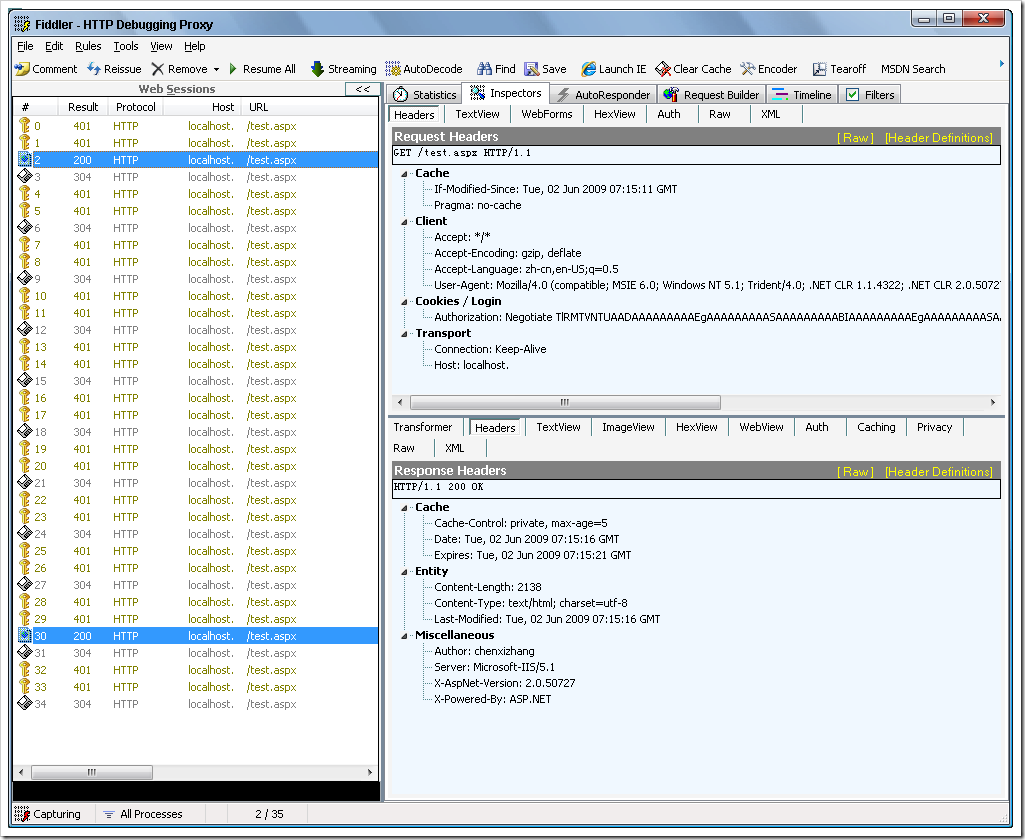 Fiddler - HTTP Debugging Proxy
File Edit Rules Tools View Help
Comment Reissue Remove Resume All Streaming AutoDecode Find Save Launch IE Clear Cache Encoder Tearoff MSDN Search
Web Sessions <<
# Result Protocol Host URL
0 401 HTTP localhost. /test.aspx
1 401 HTTP localhost. /test.aspx
2 200 HTTP localhost. /test.aspx
3 304 HTTP localhost. /test.aspx
4 401 HTTP localhost. /test.aspx
5 401 HTTP localhost. /test.aspx
6 304 HTTP localhost. /test.aspx
7 401 HTTP localhost. /test.aspx
8 401 HTTP localhost. /test.aspx
9 304 HTTP localhost. /test.aspx
10 401 HTTP localhost. /test.aspx
11 401 HTTP localhost. /test.aspx
12 304 HTTP localhost. /test.aspx
13 401 HTTP localhost. /test.aspx
14 401 HTTP localhost. /test.aspx
15 304 HTTP localhost. /test.aspx
16 401 HTTP localhost. /test.aspx
17 401 HTTP localhost. /test.aspx
18 304 HTTP localhost. /test.aspx
19 401 HTTP localhost. /test.aspx
20 401 HTTP localhost. /test.aspx
21 304 HTTP localhost. /test.aspx
22 401 HTTP localhost. /test.aspx
23 401 HTTP localhost. /test.aspx
24 304 HTTP localhost. /test.aspx
25 401 HTTP localhost. /test.aspx
26 401 HTTP localhost. /test.aspx
27 304 HTTP localhost. /test.aspx
28 401 HTTP localhost. /test.aspx
29 401 HTTP localhost. /test.aspx
30 200 HTTP localhost. /test.aspx
31 304 HTTP localhost. /test.aspx
32 401 HTTP localhost. /test.aspx
33 401 HTTP localhost. /test.aspx
34 304 HTTP localhost. /test.aspx
Statistics Inspectors AutoResponder Request Builder Timeline Filters
Headers TextView WebForms HexView Auth Raw XML
Request Headers [ Raw ] [Header Definitions]
GET /test.aspx HTTP/1.1
Cache
If-Modified-Since: Tue, 02 Jun 2009 07:15:11 GMT
Pragma: no-cache
Client
Accept: */*
Accept-Encoding: gzip, deflate
Accept-Language: zh-cn,en-US;q=0.5
User-Agent: Mozilla/4.0 (compatible; MSIE 6.0; Windows NT 5.1; Trident/4.0; .NET CLR 1.1.4322; .NET CLR 2.0.50727
Cookies / Login
Authorization: Negotiate TlRMTVNTUAADAAAAAAAAAEgAAAAAAAAASAAAAAAAAABIAAAAAAAAAEgAAAAAAAAASAA
Transport
Connection: Keep-Alive
Host: localhost.
Transformer Headers TextView ImageView HexView WebView Auth Caching Privacy
Raw XML
Response Headers [ Raw ] [Header Definitions]
HTTP/1.1 200 OK
Cache
Cache-Control: private, max-age=5
Date: Tue, 02 Jun 2009 07:15:16 GMT
Expires: Tue, 02 Jun 2009 07:15:21 GMT
Entity
Content-Length: 2138
Content-Type: text/html; charset=utf-8
Last-Modified: Tue, 02 Jun 2009 07:15:16 GMT
Miscellaneous
Author: chenxizhang
Server: Microsoft-IIS/5.1
X-AspNet-Version: 2.0.50727
X-Powered-By: ASP.NET
Capturing All Processes 2 / 35